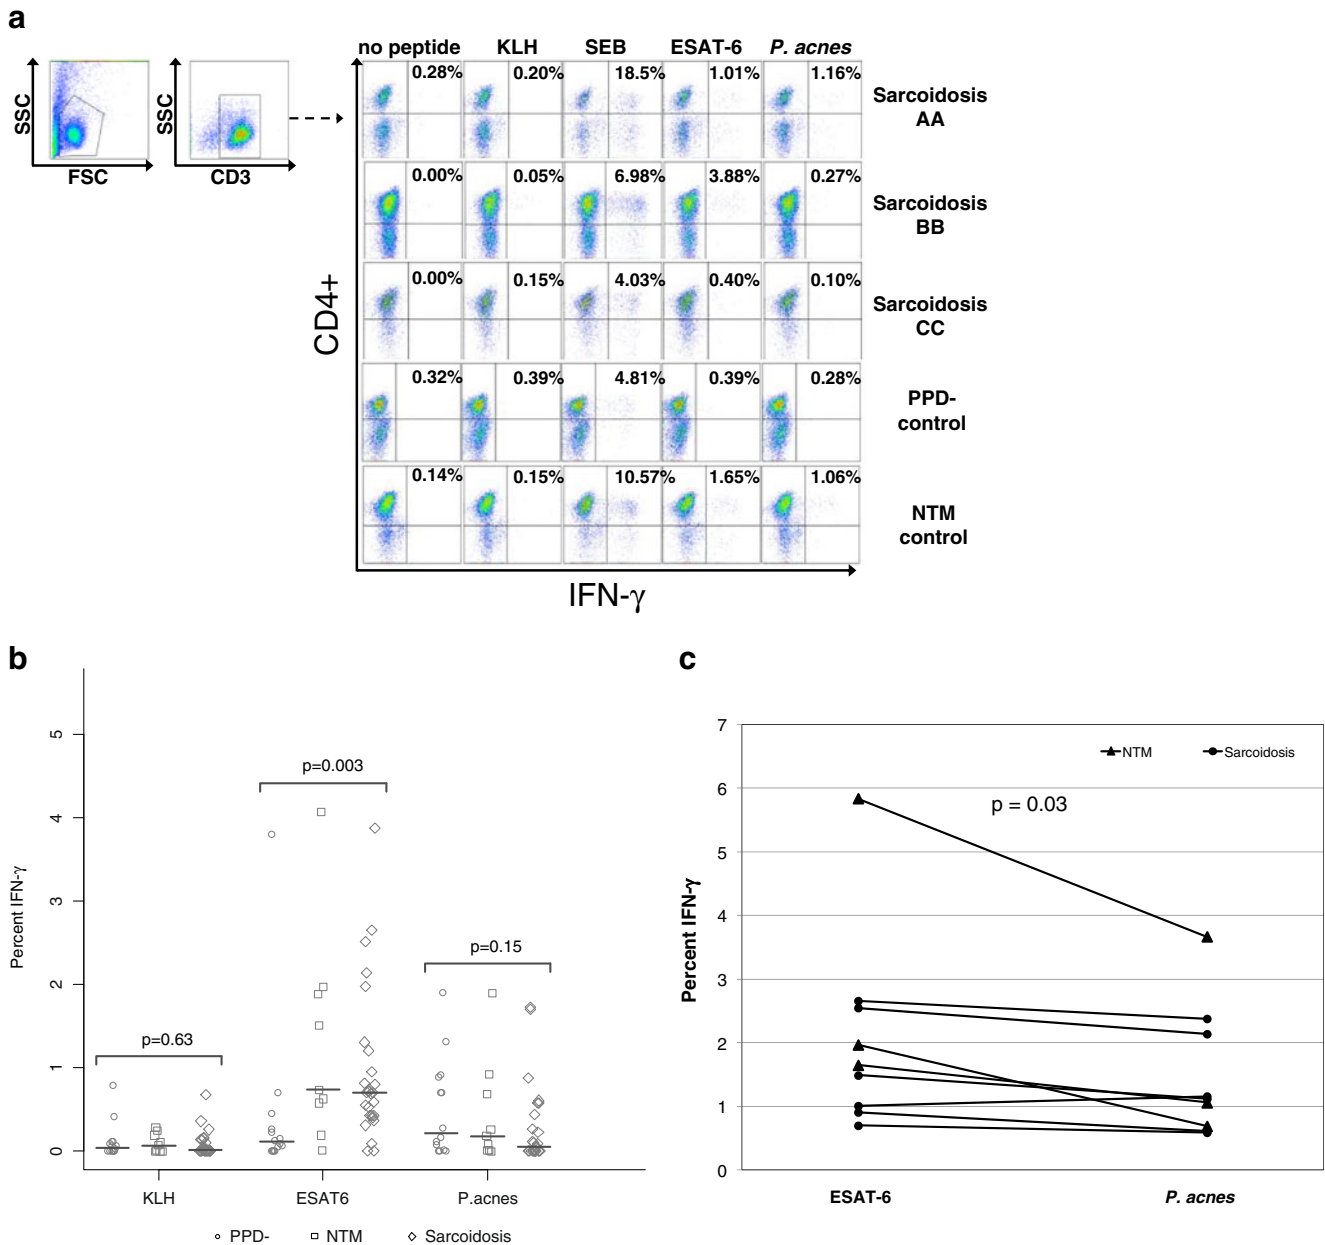 a
no peptide KLH SEB ESAT-6 P. acnes
SSC
FSC
SSC
CD3
CD4+
0.28% 0.20% 18.5% 1.01% 1.16%
Sarcoidosis
AA
0.00% 0.05% 6.98% 3.88% 0.27%
Sarcoidosis
BB
0.00% 0.15% 4.03% 0.40% 0.10%
Sarcoidosis
CC
0.32% 0.39% 4.81% 0.39% 0.28%
PPD-
control
0.14% 0.15% 10.57% 1.65% 1.06%
NTM
control
IFN-γ
b
Percent IFN-γ
5
4
3
2
1
0
p=0.63
p=0.003
p=0.15
KLH ESAT6 P.acnes
PPD- NTM Sarcoidosis
c
Percent IFN-γ
7
6
5
4
3
2
1
0
NTM Sarcoidosis
p = 0.03
ESAT-6 P. acnes